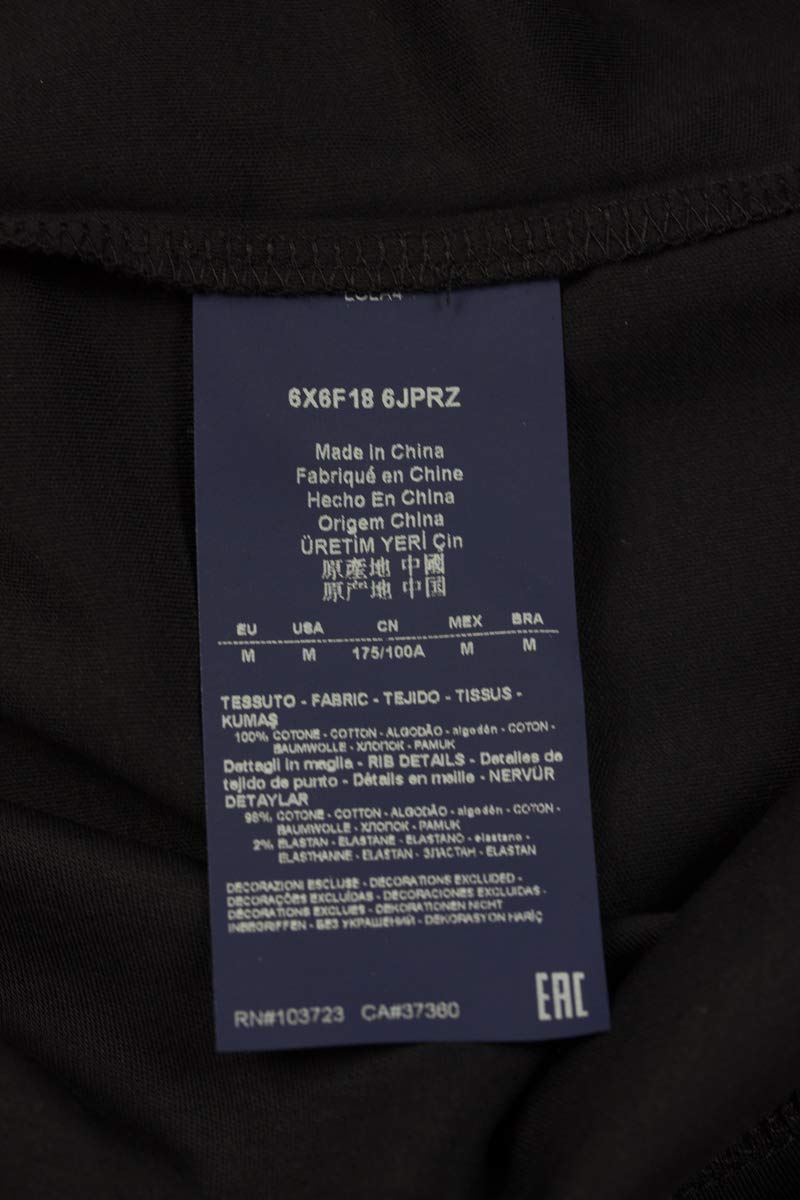 6X6F18 6JPRZ
Made in China
Fabriqué en Chine
Hecho En China
Origem China
ÜRETİM YERİ Çin
原產地 中國
原产地 中国
EU USA CN MEX BRA
M M 175/100A M M
TESSUTO - FABRIC - TEJIDO - TISSUS -
KUMAŞ
100% COTONE - COTTON - ALGODÃO - algodón - COTON -
BAUMWOLLE - ХЛОПОК - PAMUK
Dettagli in maglia - RIB DETAILS - Detalles de
tejido de punto - Détails en maille - NERVÜR
DETAYLAR
98% COTONE - COTTON - ALGODÃO - algodón - COTON -
BAUMWOLLE - ХЛОПОК - PAMUK
2% ELASTAN - ELASTANE - ELASTANO - elastano -
ELASTHANNE - ELASTAN - ЭЛАСТАН - ELASTAN
DECORAZIONI ESCLUSE - DECORATIONS EXCLUDED -
DECORAÇÕES EXCLUÍDAS - DECORACIONES EXCLUIDAS -
DÉCORATIONS EXCLUES - DEKORATIONEN NICHT
INBEGRIFFEN - БЕЗ УКРАШЕНИЙ - DEKORASYON HARİÇ
RN#103723 CA#37360
EAC